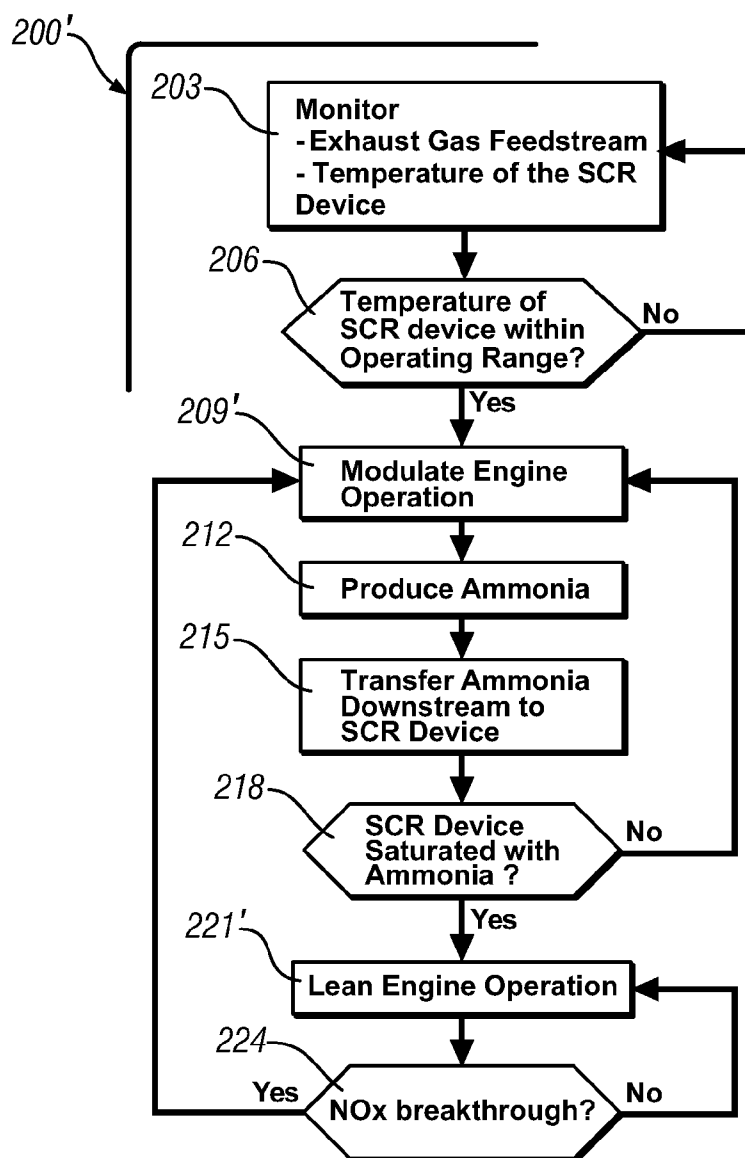 200'
203
Monitor
- Exhaust Gas Feedstream
- Temperature of the SCR
Device
206
Temperature of
SCR device within
Operating Range?
No
Yes
209'
Modulate Engine
Operation
212
Produce Ammonia
215
Transfer Ammonia
Downstream to
SCR Device
218
SCR Device
Saturated with
Ammonia ?
No
Yes
221'
Lean Engine Operation
224
Yes
NOx breakthrough?
No